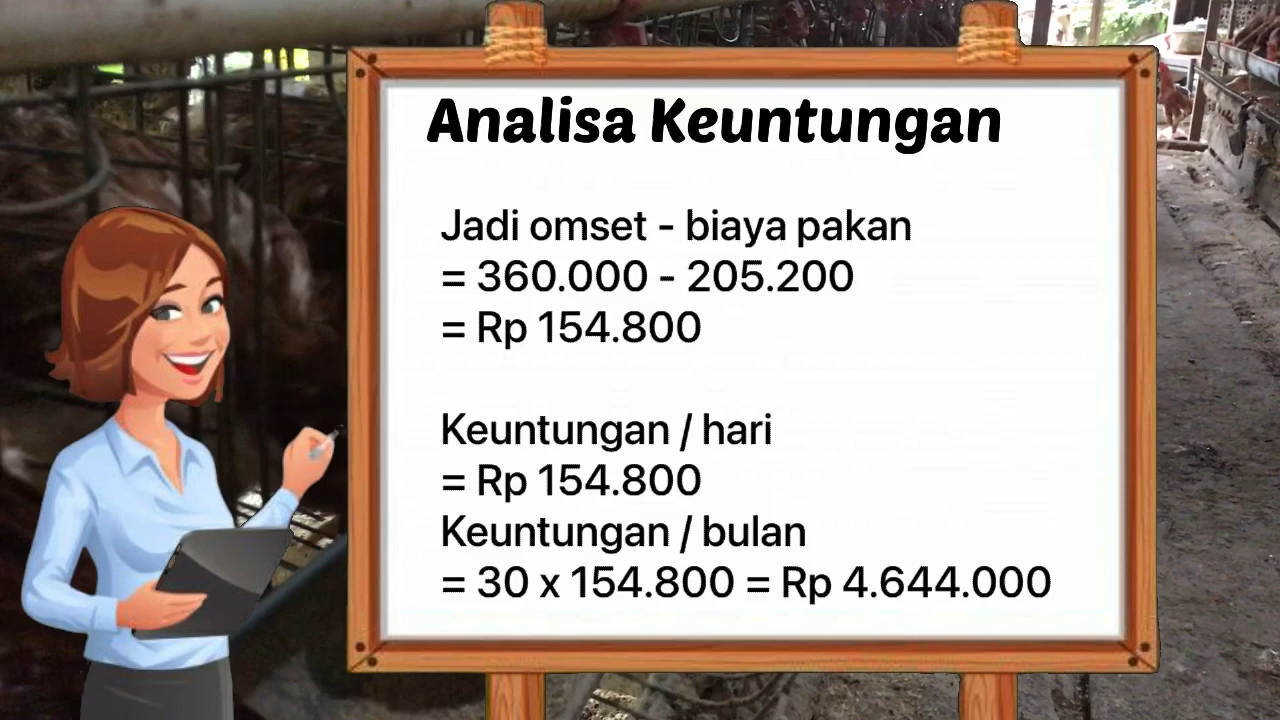 Analisa Keuntungan
Jadi omset - biaya pakan
= 360.000 - 205.200
= Rp 154.800
Keuntungan / hari
= Rp 154.800
Keuntungan / bulan
= 30 x 154.800 = Rp 4.644.000